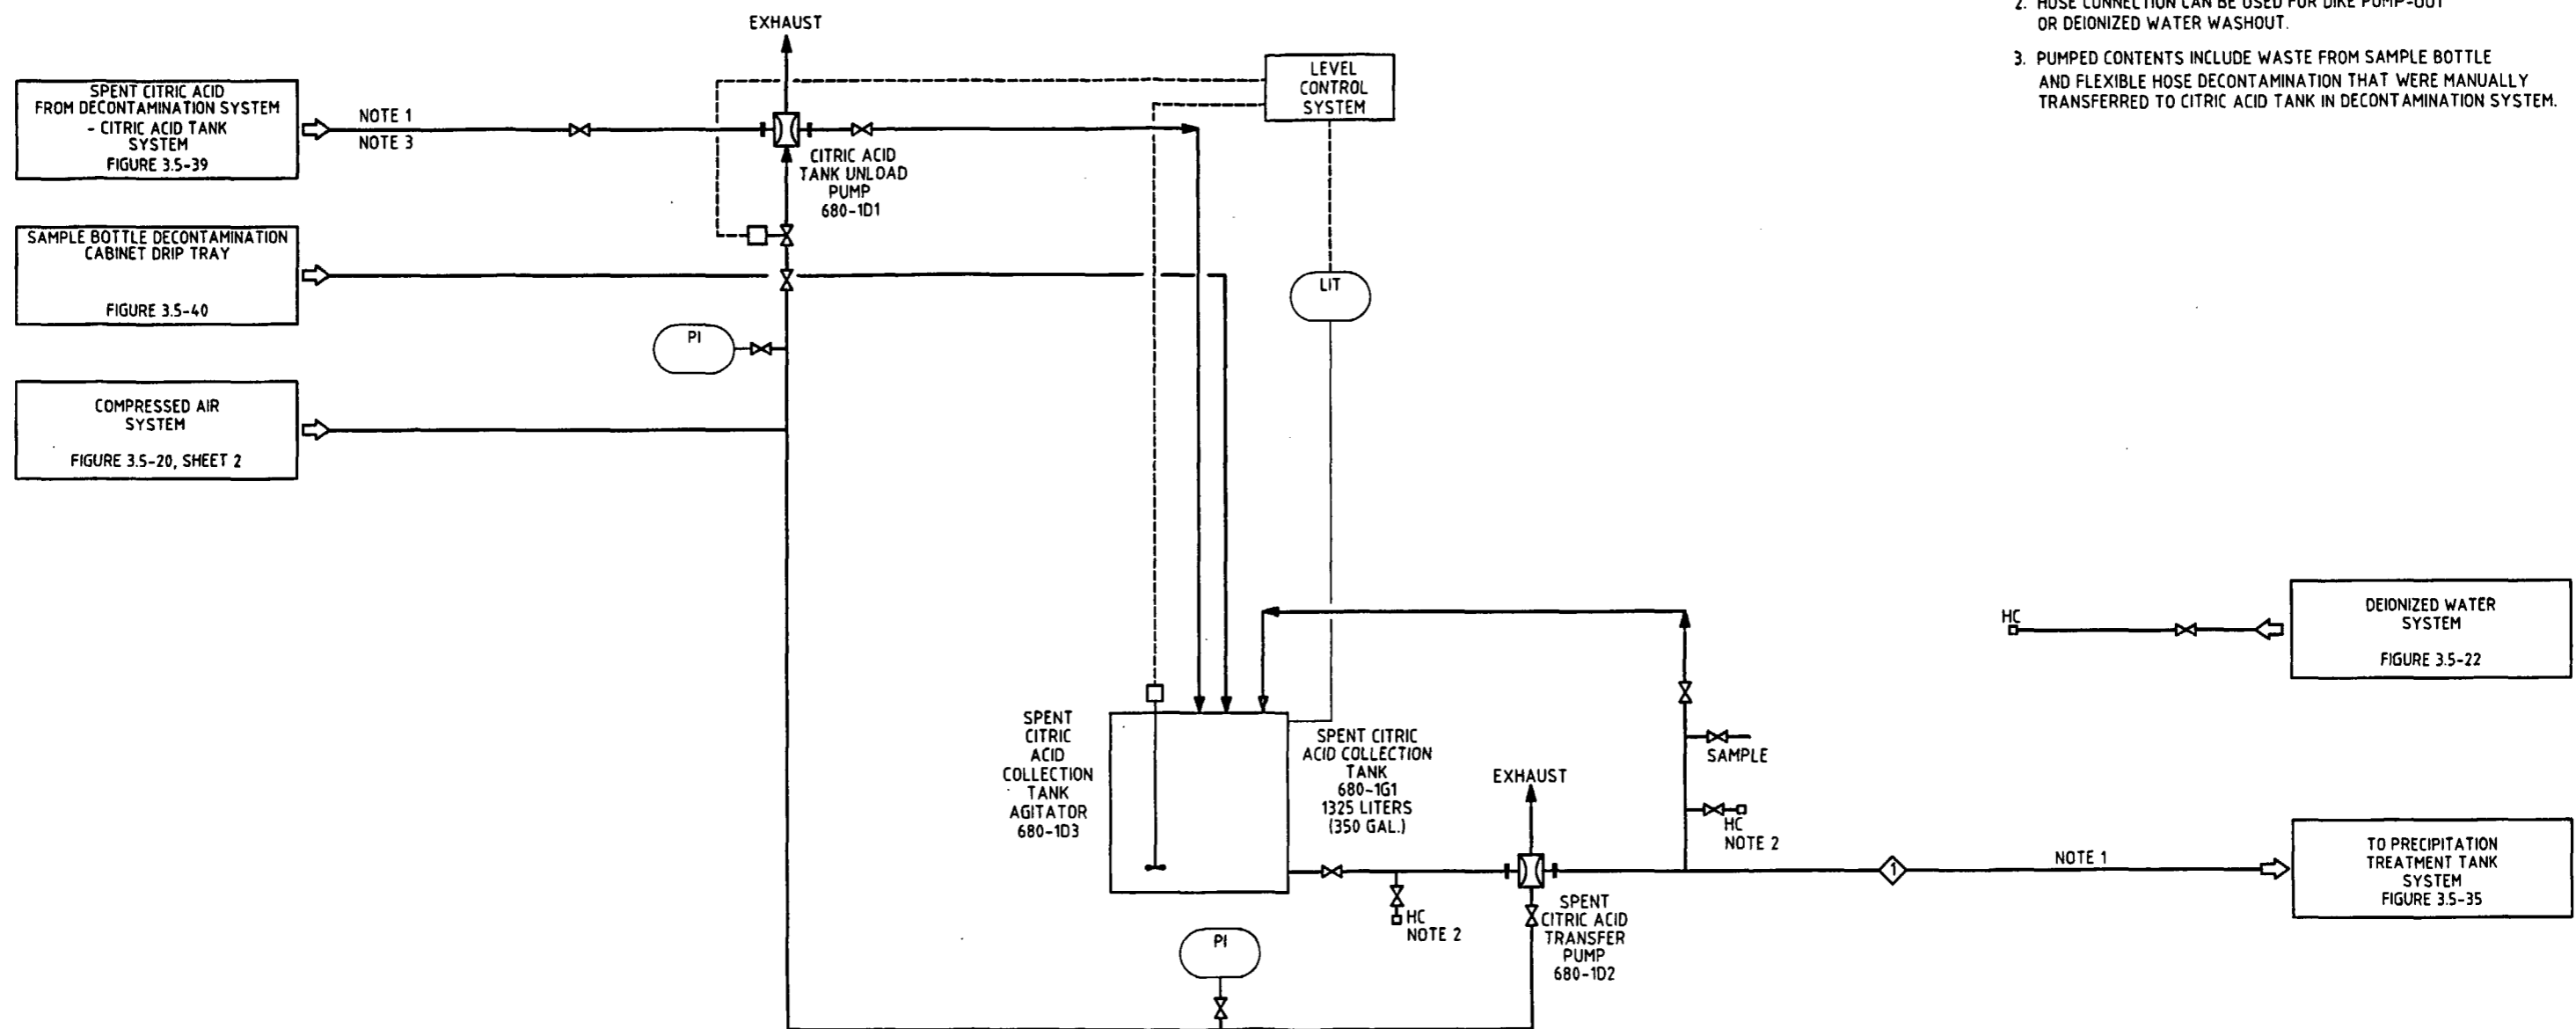 2. HOSE CONNECTION CAN BE USED FOR DIKE PUMP-OUT
OR DEIONIZED WATER WASHOUT.
3. PUMPED CONTENTS INCLUDE WASTE FROM SAMPLE BOTTLE
AND FLEXIBLE HOSE DECONTAMINATION THAT WERE MANUALLY
TRANSFERRED TO CITRIC ACID TANK IN DECONTAMINATION SYSTEM.
EXHAUST
LEVEL
CONTROL
SYSTEM
SPENT CITRIC ACID
FROM DECONTAMINATION SYSTEM
- CITRIC ACID TANK
SYSTEM
FIGURE 3.5-39
NOTE 1
NOTE 3
CITRIC ACID
TANK UNLOAD
PUMP
680-1D1
SAMPLE BOTTLE DECONTAMINATION
CABINET DRIP TRAY
FIGURE 3.5-40
LIT
PI
COMPRESSED AIR
SYSTEM
FIGURE 3.5-20, SHEET 2
HC
DEIONIZED WATER
SYSTEM
FIGURE 3.5-22
SPENT
CITRIC
ACID
COLLECTION
TANK
AGITATOR
680-1D3
SPENT CITRIC
ACID COLLECTION
TANK
680-1G1
1325 LITERS
(350 GAL.)
SAMPLE
EXHAUST
HC
NOTE 2
1
NOTE 1
TO PRECIPITATION
TREATMENT TANK
SYSTEM
FIGURE 3.5-35
HC
NOTE 2
SPENT
CITRIC ACID
TRANSFER
PUMP
680-1D2
PI